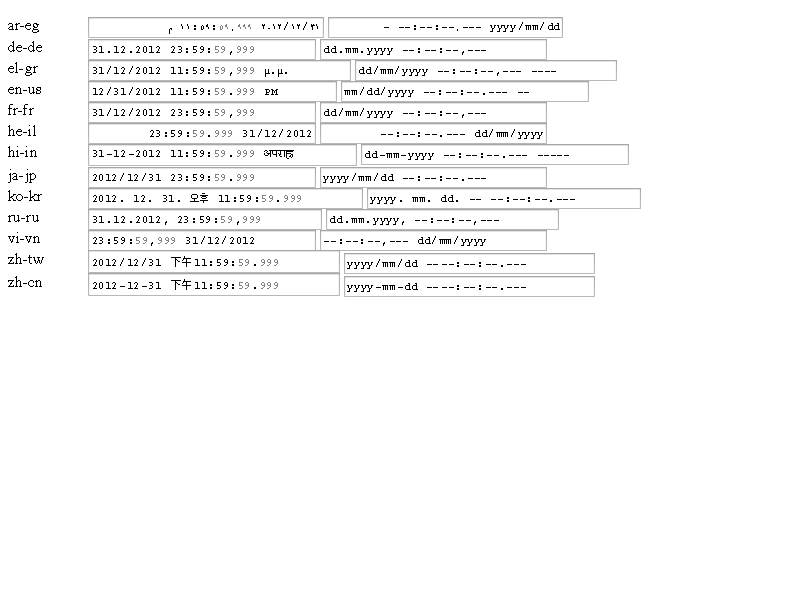 ar-eg ٣١/١٢/٢٠١٢ ١١:٥٩:٥٩.٩٩٩ م yyyy/mm/dd --:--:--.--- -
de-de 31.12.2012 23:59:59,999 dd.mm.yyyy --:--:--,---
el-gr 31/12/2012 11:59:59,999 μ.μ. dd/mm/yyyy --:--:--,--- ----
en-us 12/31/2012 11:59:59.999 PM mm/dd/yyyy --:--:--.--- --
fr-fr 31/12/2012 23:59:59,999 dd/mm/yyyy --:--:--,---
he-il 23:59:59.999 31/12/2012 --:--:--.--- dd/mm/yyyy
hi-in 31-12-2012 11:59:59.999 अपराह्न dd-mm-yyyy --:--:--.--- -----
ja-jp 2012/12/31 23:59:59.999 yyyy/mm/dd --:--:--.---
ko-kr 2012. 12. 31. 오후 11:59:59.999 yyyy. mm. dd. -- --:--:--.---
ru-ru 31.12.2012, 23:59:59,999 dd.mm.yyyy, --:--:--,---
vi-vn 23:59:59,999 31/12/2012 --:--:--,--- dd/mm/yyyy
zh-tw 2012/12/31 下午11:59:59.999 yyyy/mm/dd ----:--:--.---
zh-cn 2012-12-31 下午11:59:59.999 yyyy-mm-dd ----:--:--.---